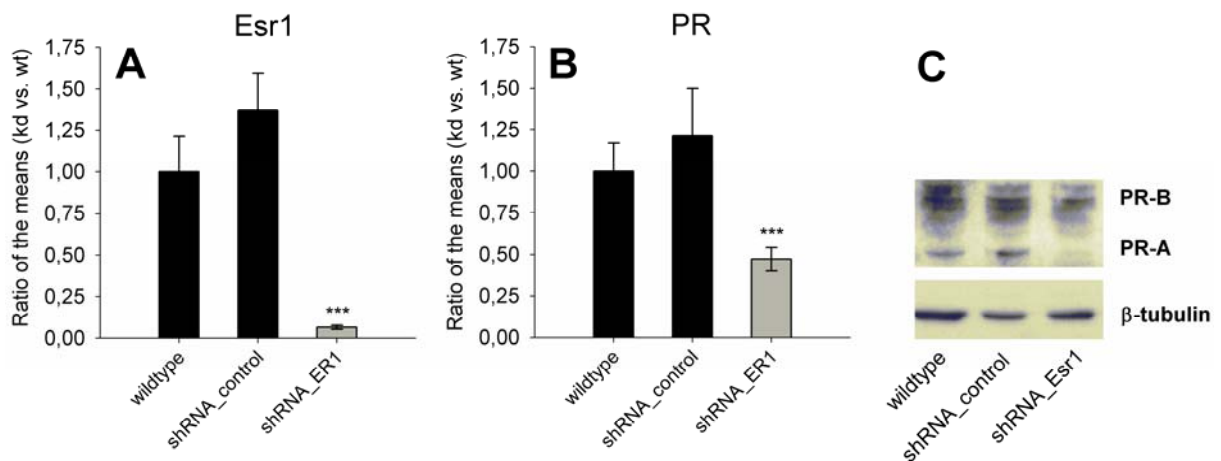 Esr1
A
Ratio of the means (kd vs. wt)
1,75
1,50
1,25
1,00
0,75
0,50
0,25
0,00
***
wildtype
shRNA_control
shRNA_ER1
PR
B
Ratio of the means (kd vs. wt)
1,75
1,50
1,25
1,00
0,75
0,50
0,25
0,00
***
wildtype
shRNA_control
shRNA_ER1
C
PR-B
PR-A
β-tubulin
wildtype
shRNA_control
shRNA_Esr1